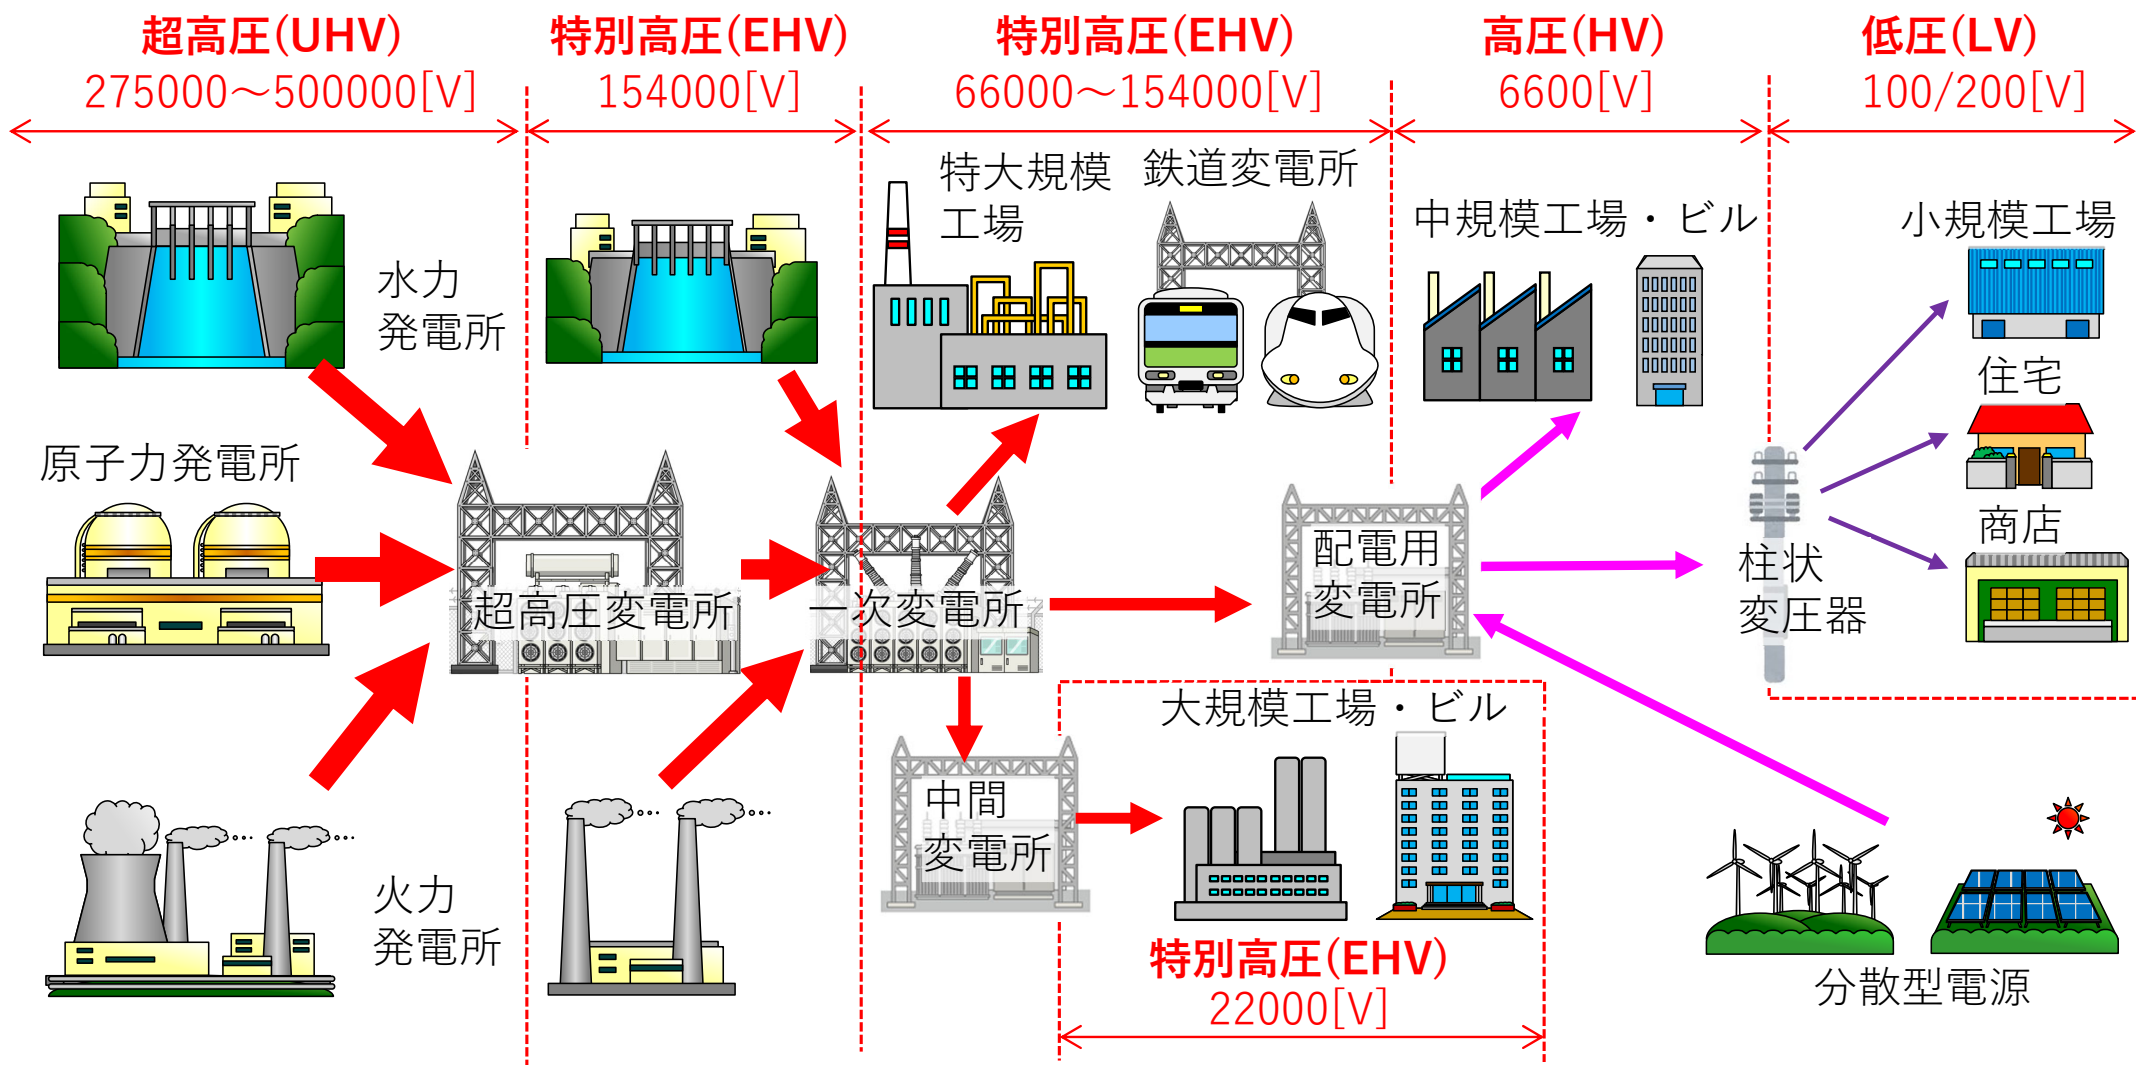 超高圧(UHV)
275000～500000[V]
特別高圧(EHV)
154000[V]
特別高圧(EHV)
66000～154000[V]
高圧(HV)
6600[V]
低圧(LV)
100/200[V]
水力
発電所
原子力発電所
火力
発電所
超高圧変電所
一次変電所
特大規模
工場
鉄道変電所
中規模工場・ビル
小規模工場
住宅
商店
配電用
変電所
柱状
変圧器
中間
変電所
大規模工場・ビル
特別高圧(EHV)
22000[V]
分散型電源